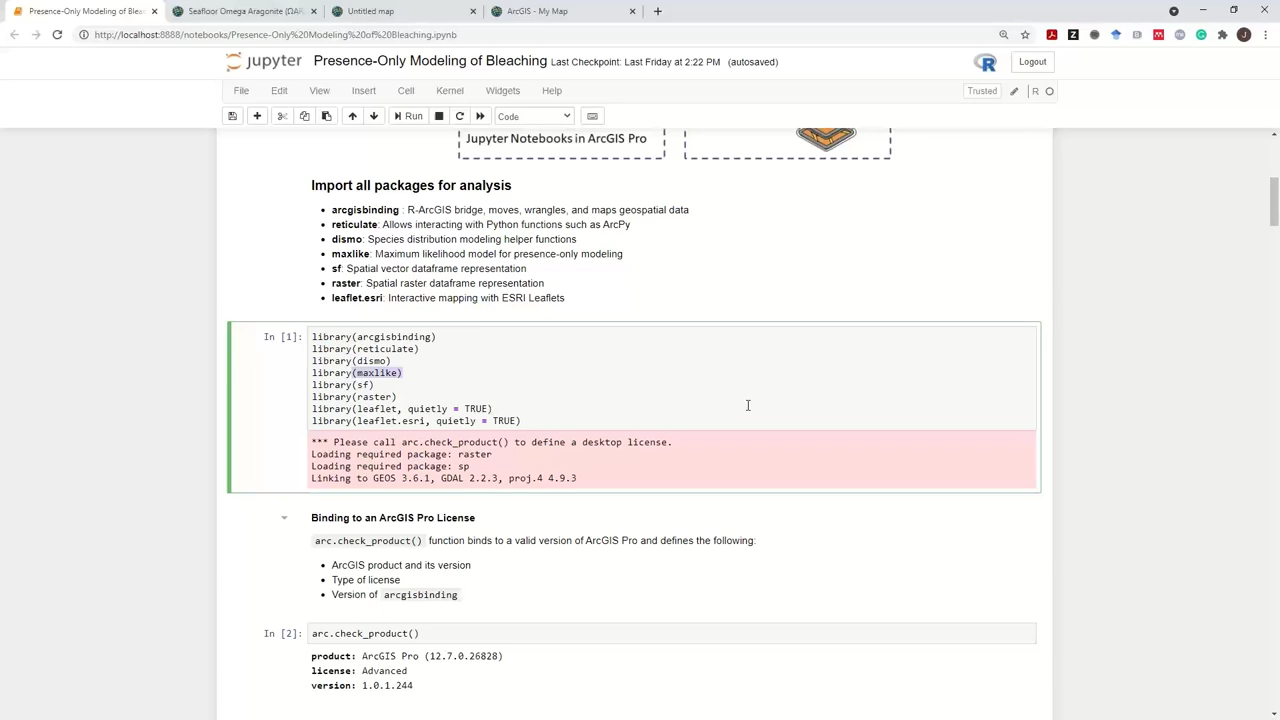 Presence-Only Modeling of Bleac
Seafloor Omega Aragonite (ΩAR
Untitled map
ArcGIS - My Map
http://localhost:8888/notebooks/Presence-Only%20Modeling%20of%20Bleaching.ipynb
J
jupyter Presence-Only Modeling of Bleaching Last Checkpoint: Last Friday at 2:22 PM (autosaved)
R
Logout
File Edit View Insert Cell Kernel Widgets Help
Trusted R
Run Code
Jupyter Notebooks in ArcGIS Pro
Import all packages for analysis
• arcgisbinding : R-ArcGIS bridge, moves, wrangles, and maps geospatial data
• reticulate: Allows interacting with Python functions such as ArcPy
• dismo: Species distribution modeling helper functions
• maxlike: Maximum likelihood model for presence-only modeling
• sf: Spatial vector dataframe representation
• raster: Spatial raster dataframe representation
• leaflet.esri: Interactive mapping with ESRI Leaflets
In [1]: library(arcgisbinding)
library(reticulate)
library(dismo)
library(maxlike)
library(sf)
library(raster)
library(leaflet, quietly = TRUE)
library(leaflet.esri, quietly = TRUE)
*** Please call arc.check_product() to define a desktop license.
Loading required package: raster
Loading required package: sp
Linking to GEOS 3.6.1, GDAL 2.2.3, proj.4 4.9.3
Binding to an ArcGIS Pro License
arc.check_product() function binds to a valid version of ArcGIS Pro and defines the following:
• ArcGIS product and its version
• Type of license
• Version of arcgisbinding
In [2]: arc.check_product()
product: ArcGIS Pro (12.7.0.26828)
license: Advanced
version: 1.0.1.244